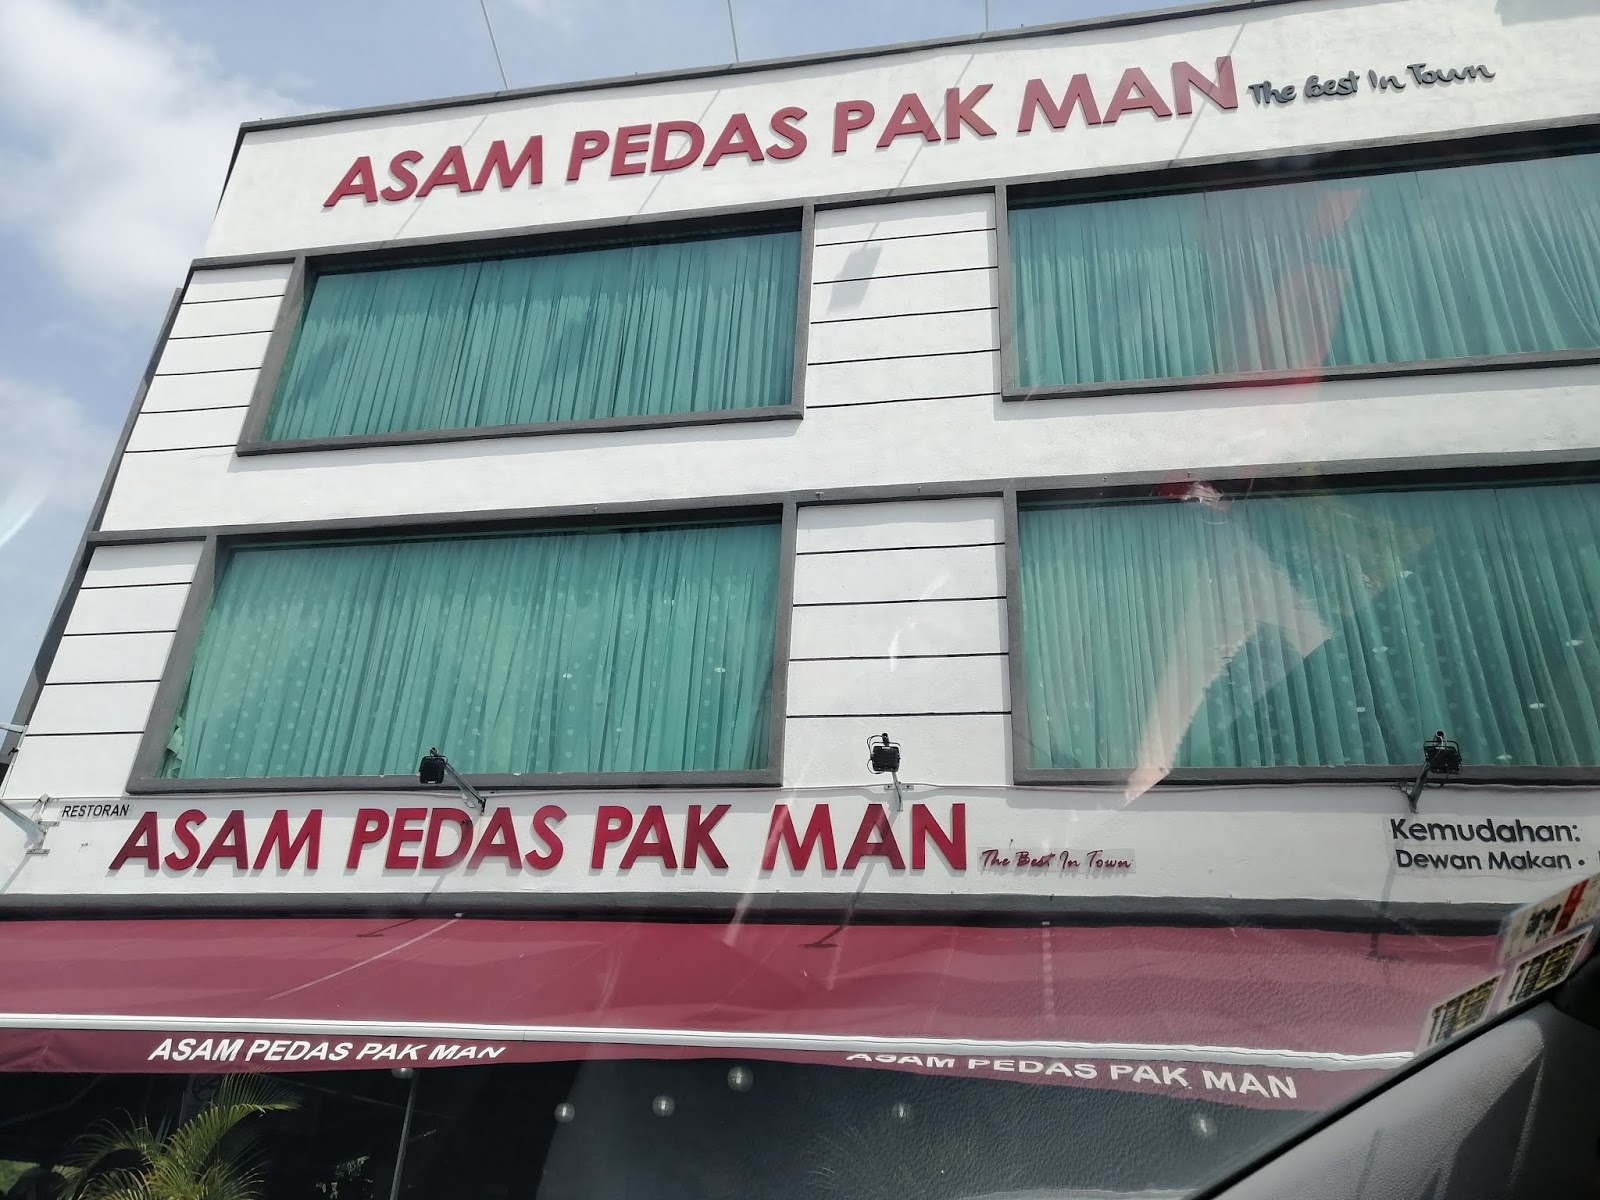 ASAM PEDAS PAK MAN The Best In Town
RESTORAN ASAM PEDAS PAK MAN The Best In Town
Kemudahan:
Dewan Makan •
ASAM PEDAS PAK MAN
ASAM PEDAS PAK MAN